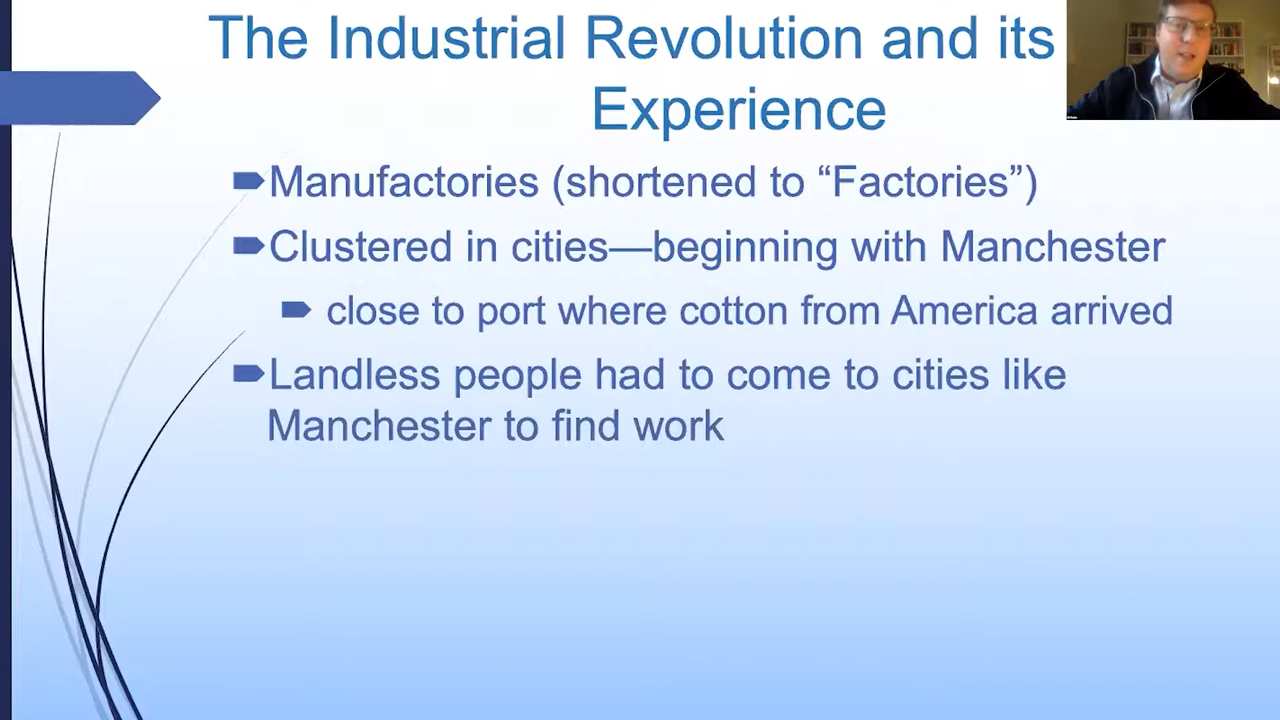 The Industrial Revolution and its
Experience
Manufactories (shortened to “Factories”)
Clustered in cities—beginning with Manchester
close to port where cotton from America arrived
Landless people had to come to cities like
Manchester to find work